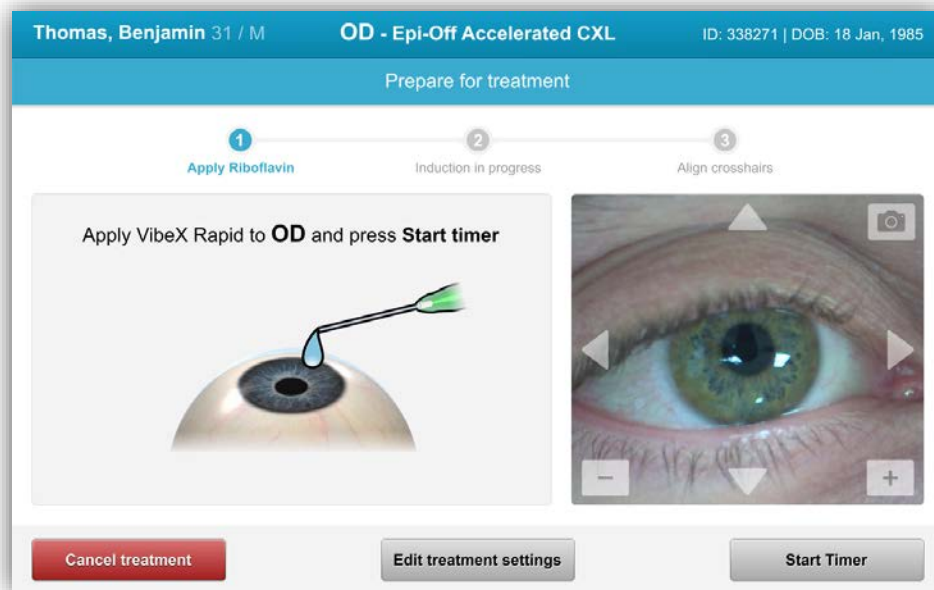 Thomas, Benjamin 31 / M OD - Epi-Off Accelerated CXL ID: 338271 | DOB: 18 Jan, 1985
Prepare for treatment
1 2 3
Apply Riboflavin Induction in progress Align crosshairs
Apply VibeX Rapid to OD and press Start timer
Cancel treatment Edit treatment settings Start Timer